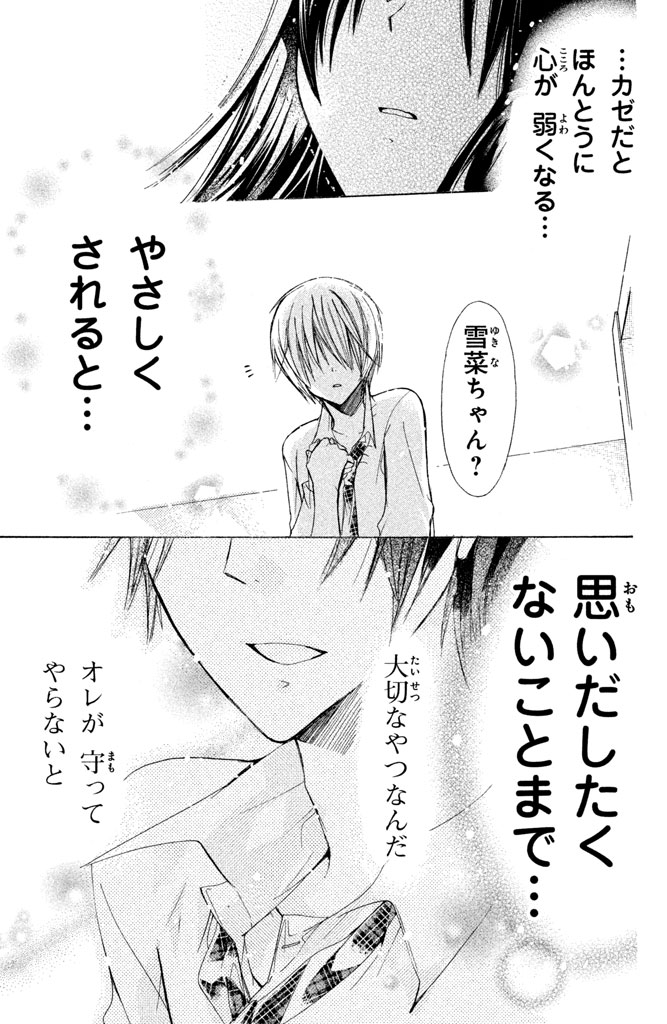 …カゼだと
ほんとうに
心が 弱くなる…
やさしく
されると…
雪菜ちゃん?
思いだしたく
ないことまで…
大切なやつなんだ
オレが 守って
やらないと